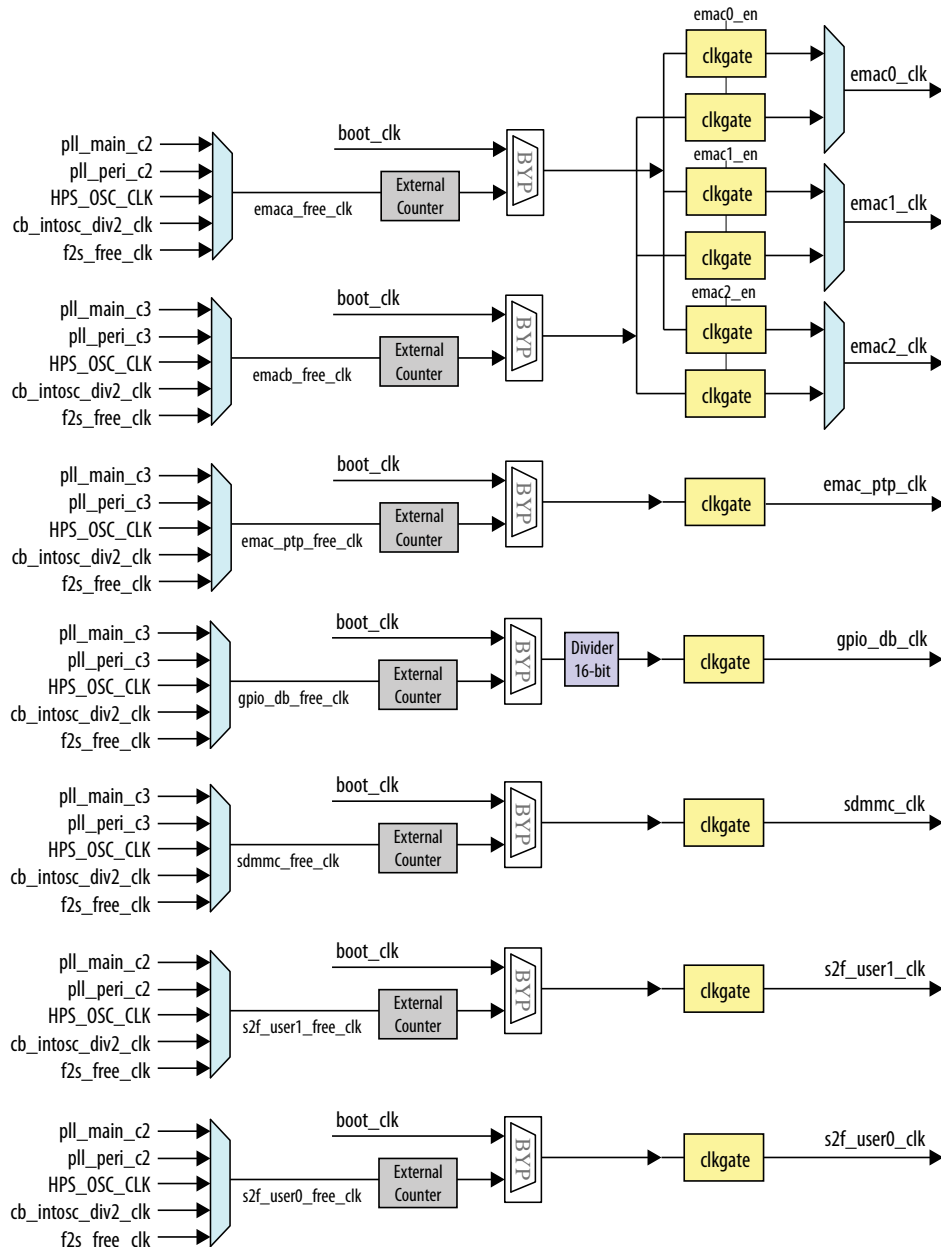 emac0_en
clkgate
emac0_clk
clkgate
boot_clk
pll_main_c2
pll_peri_c2
HPS_OSC_CLK
cb_intosc_div2_clk
f2s_free_clk
emaca_free_clk
External
Counter
BYP
emac1_en
clkgate
emac1_clk
clkgate
pll_main_c3
pll_peri_c3
HPS_OSC_CLK
cb_intosc_div2_clk
f2s_free_clk
emacb_free_clk
boot_clk
External
Counter
BYP
emac2_en
clkgate
emac2_clk
clkgate
pll_main_c3
pll_peri_c3
HPS_OSC_CLK
cb_intosc_div2_clk
f2s_free_clk
emac_ptp_free_clk
boot_clk
External
Counter
BYP
clkgate
emac_ptp_clk
pll_main_c3
pll_peri_c3
HPS_OSC_CLK
cb_intosc_div2_clk
f2s_free_clk
gpio_db_free_clk
boot_clk
External
Counter
BYP
Divider
16-bit
clkgate
gpio_db_clk
pll_main_c3
pll_peri_c3
HPS_OSC_CLK
cb_intosc_div2_clk
f2s_free_clk
sdmmc_free_clk
boot_clk
External
Counter
BYP
clkgate
sdmmc_clk
pll_main_c2
pll_peri_c2
HPS_OSC_CLK
cb_intosc_div2_clk
f2s_free_clk
s2f_user1_free_clk
boot_clk
External
Counter
BYP
clkgate
s2f_user1_clk
pll_main_c2
pll_peri_c2
HPS_OSC_CLK
cb_intosc_div2_clk
f2s_free_clk
s2f_user0_free_clk
boot_clk
External
Counter
BYP
clkgate
s2f_user0_clk